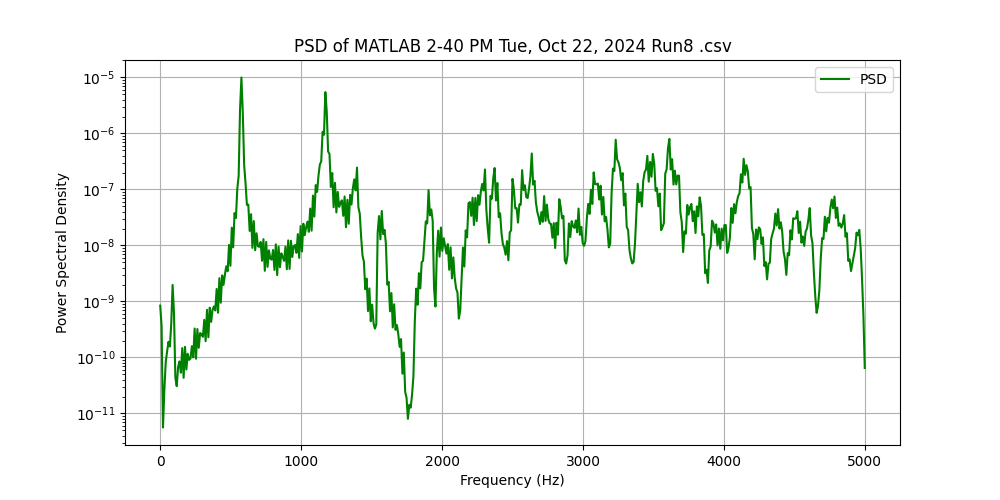 PSD of MATLAB 2-40 PM Tue, Oct 22, 2024 Run8 .csv
PSD
Power Spectral Density
10⁻⁵
10⁻⁶
10⁻⁷
10⁻⁸
10⁻⁹
10⁻¹⁰
10⁻¹¹
0 1000 2000 3000 4000 5000
Frequency (Hz)